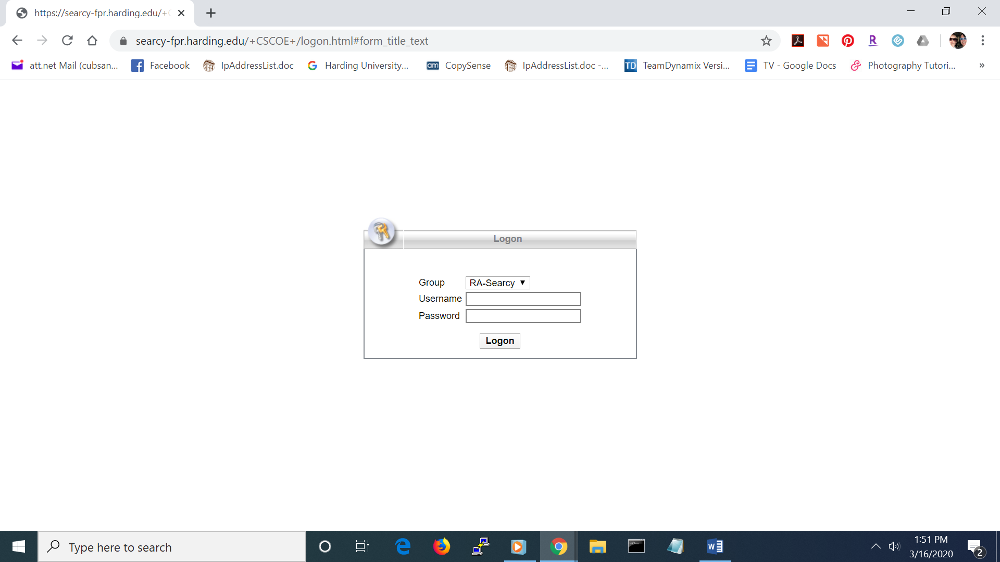 https://searcy-fpr.harding.edu/+C
searcy-fpr.harding.edu/+CSCOE+/logon.html#form_title_text
att.net Mail (cubsan... Facebook IpAddressList.doc Harding University... am CopySense IpAddressList.doc -... TD TeamDynamix Versi... TV - Google Docs Photography Tutori... »
Logon
Group RA-Searcy
Username
Password
Logon
Type here to search
1:51 PM
3/16/2020
2